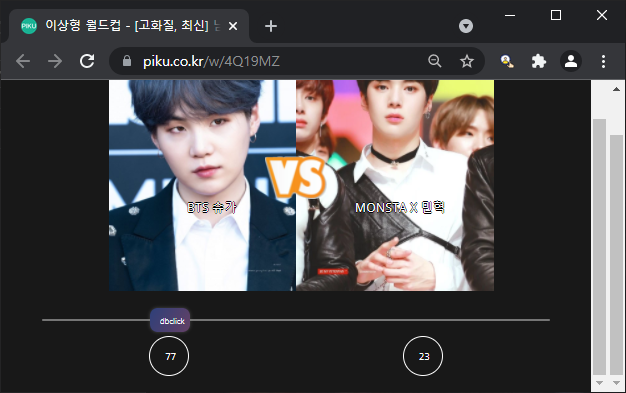 PIKU
이상형 월드컵 - [고화질, 최신]
piku.co.kr/w/4Q19MZ
VS
BTS 슈가
MONSTA X 민혁
dbclick
77
23